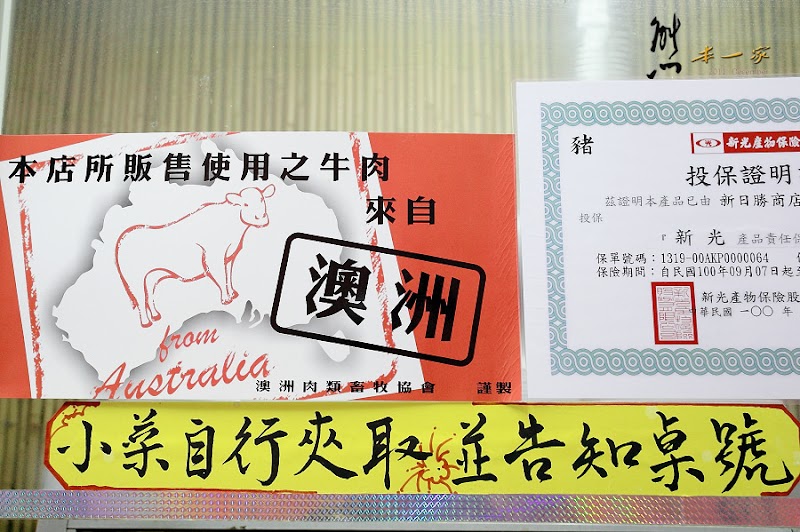 熊本一家
本店所販售使用之牛肉
來自
澳洲
from
Australia
澳洲肉類畜牧協會 謹製
豬
新光產物保險
投保證明
茲證明本產品已由 新日勝商店
投保
『新光 產品責任
保單號碼：1319-00AKP0000064
保險期間：自民國100年09月07日起
新光產物保險股
中華民國 一〇〇 年
小菜自行夾取 並告知桌號